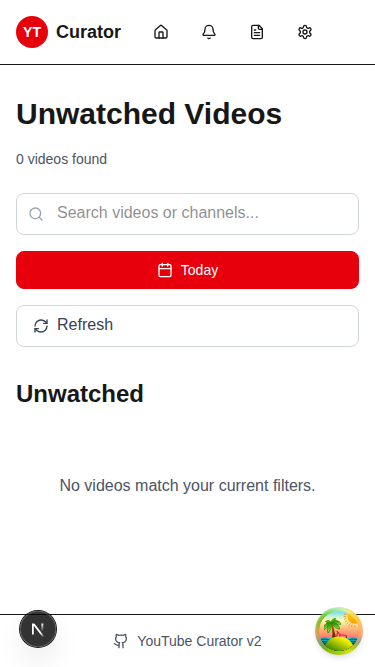 YT Curator
Unwatched Videos
0 videos found
Search videos or channels...
Today
Refresh
Unwatched
No videos match your current filters.
N
YouTube Curator v2